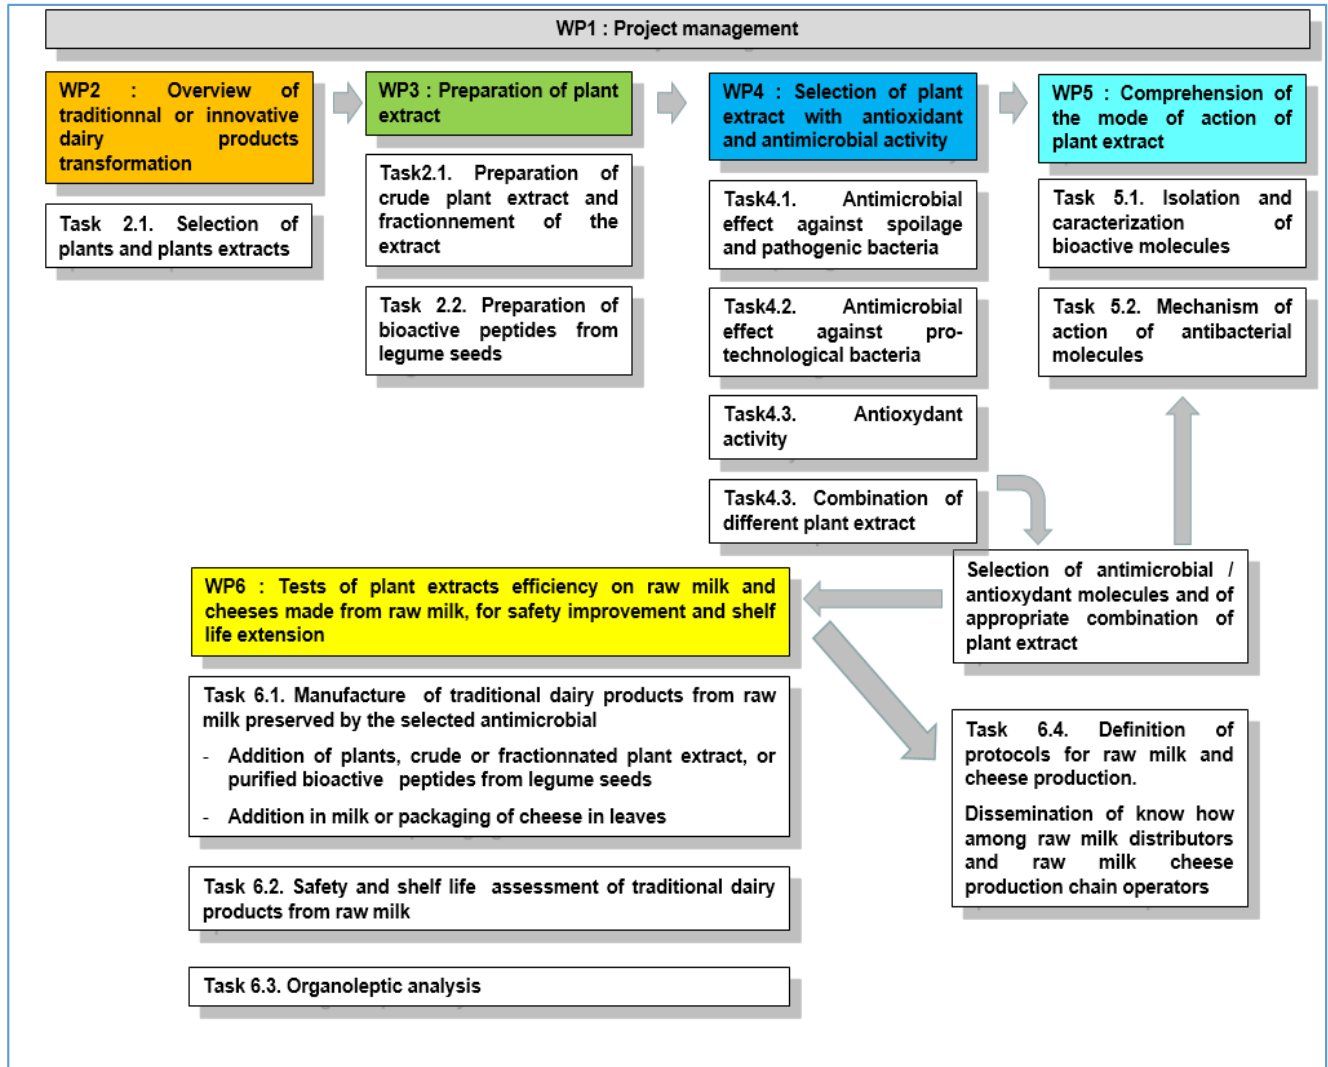 WP1 : Project management
WP2 : Overview of
traditionnal or innovative
dairy products
transformation
Task 2.1. Selection of
plants and plants extracts
WP3 : Preparation of plant
extract
Task2.1. Preparation of
crude plant extract and
fractionnement of the
extract
Task 2.2. Preparation of
bioactive peptides from
legume seeds
WP4 : Selection of plant
extract with antioxidant
and antimicrobial activity
Task4.1. Antimicrobial
effect against spoilage
and pathogenic bacteria
Task4.2. Antimicrobial
effect against pro-
technological bacteria
Task4.3. Antioxydant
activity
Task4.3. Combination of
different plant extract
WP5 : Comprehension of
the mode of action of
plant extract
Task 5.1. Isolation and
caracterization of
bioactive molecules
Task 5.2. Mechanism of
action of antibacterial
molecules
Selection of antimicrobial /
antioxydant molecules and of
appropriate combination of
plant extract
WP6 : Tests of plant extracts efficiency on raw milk and
cheeses made from raw milk, for safety improvement and shelf
life extension
Task 6.1. Manufacture of traditional dairy products from raw
milk preserved by the selected antimicrobial
- Addition of plants, crude or fractionnated plant extract, or
purified bioactive peptides from legume seeds
- Addition in milk or packaging of cheese in leaves
Task 6.2. Safety and shelf life assessment of traditional dairy
products from raw milk
Task 6.3. Organoleptic analysis
Task 6.4. Definition of
protocols for raw milk and
cheese production.
Dissemination of know how
among raw milk distributors
and raw milk cheese
production chain operators